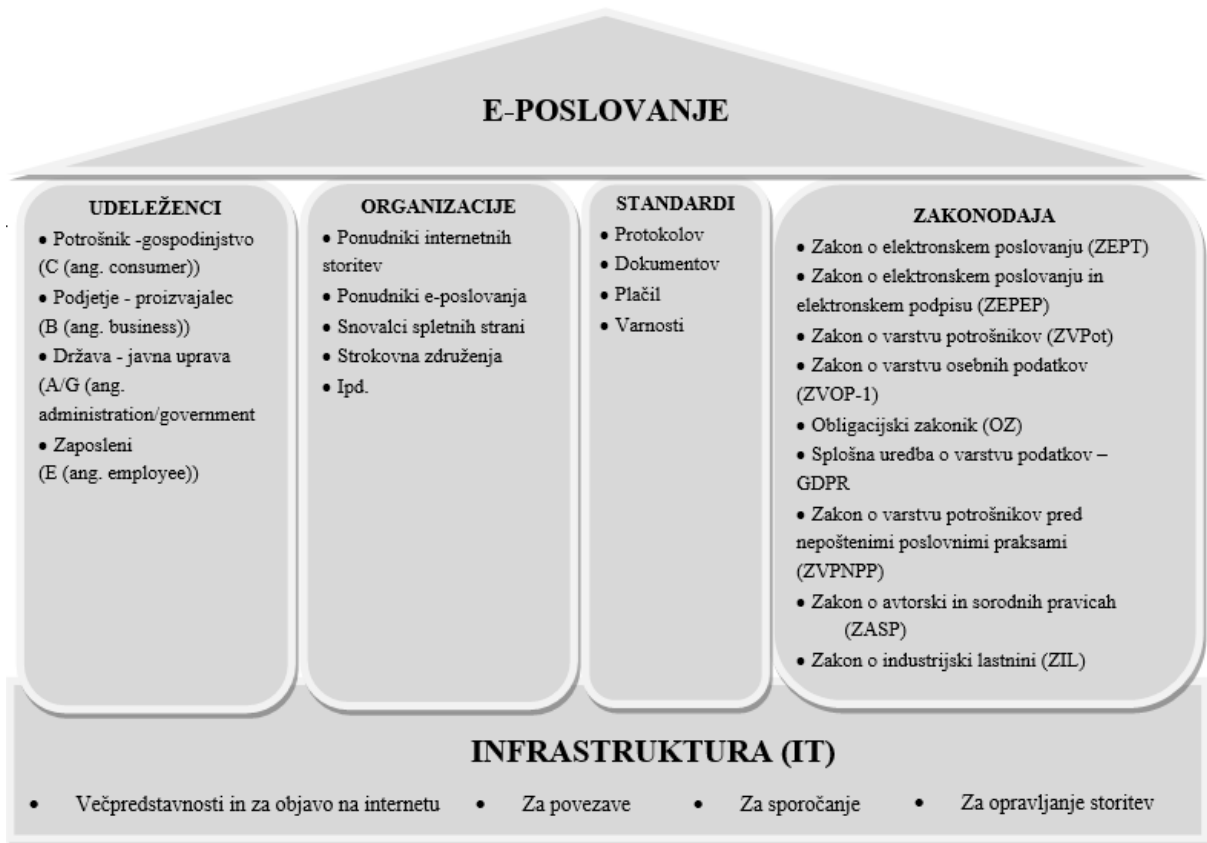 E-POSLOVANJE
UDELEŽENCI
● Potrošnik -gospodinjstvo
(C (ang. consumer))
● Podjetje - proizvajalec
(B (ang. business))
● Država - javna uprava
(A/G (ang.
administration/government
● Zaposleni
(E (ang. employee))
ORGANIZACIJE
● Ponudniki internetnih
storitev
● Ponudniki e-poslovanja
● Snovalci spletnih strani
● Strokovna združenja
● Ipd.
STANDARDI
● Protokolov
● Dokumentov
● Plačil
● Varnosti
ZAKONODAJA
● Zakon o elektronskem poslovanju (ZEPT)
● Zakon o elektronskem poslovanju in
elektronskem podpisu (ZEPEP)
● Zakon o varstvu potrošnikov (ZVPot)
● Zakon o varstvu osebnih podatkov
(ZVOP-1)
● Obligacijski zakonik (OZ)
● Splošna uredba o varstvu podatkov –
GDPR
● Zakon o varstvu potrošnikov pred
nepoštenimi poslovnimi praksami
(ZVPNPP)
● Zakon o avtorski in sorodnih pravicah
(ZASP)
● Zakon o industrijski lastnini (ZIL)
INFRASTRUKTURA (IT)
● Večpredstavnosti in za objavo na internetu ● Za povezave ● Za sporočanje ● Za opravljanje storitev